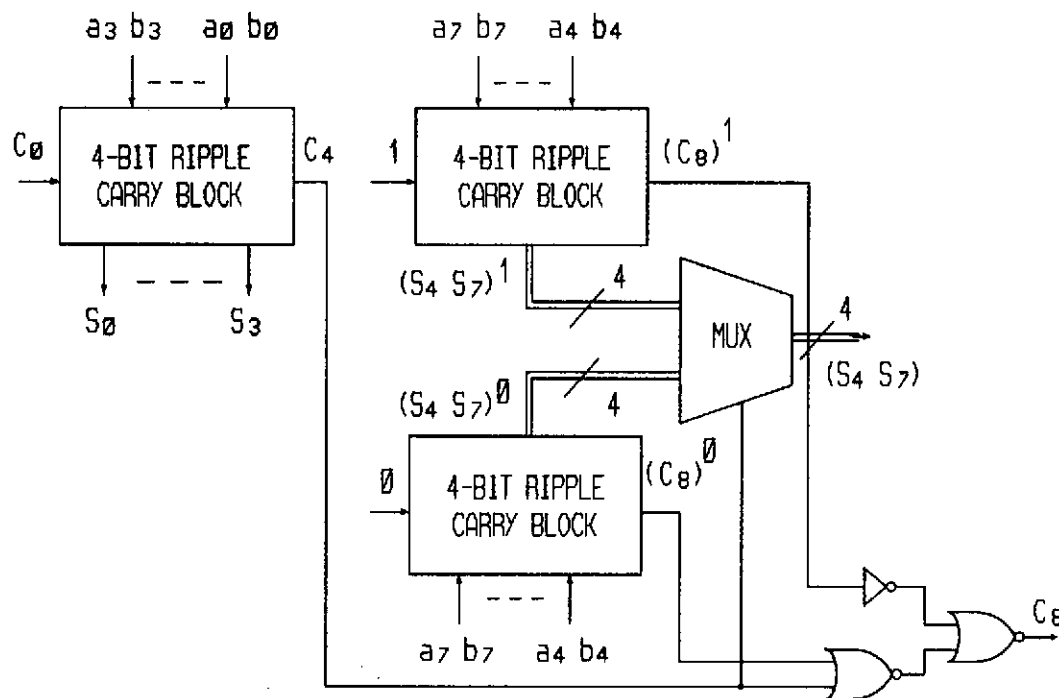 a3 b3 a0 b0
a7 b7 a4 b4
C0
4-BIT RIPPLE
CARRY BLOCK
C4
1
4-BIT RIPPLE
CARRY BLOCK
(C8)1
S0 S3
(S4 S7)1
4
MUX
4
(S4 S7)
(S4 S7)0
4
0
4-BIT RIPPLE
CARRY BLOCK
(C8)0
a7 b7 a4 b4
C8